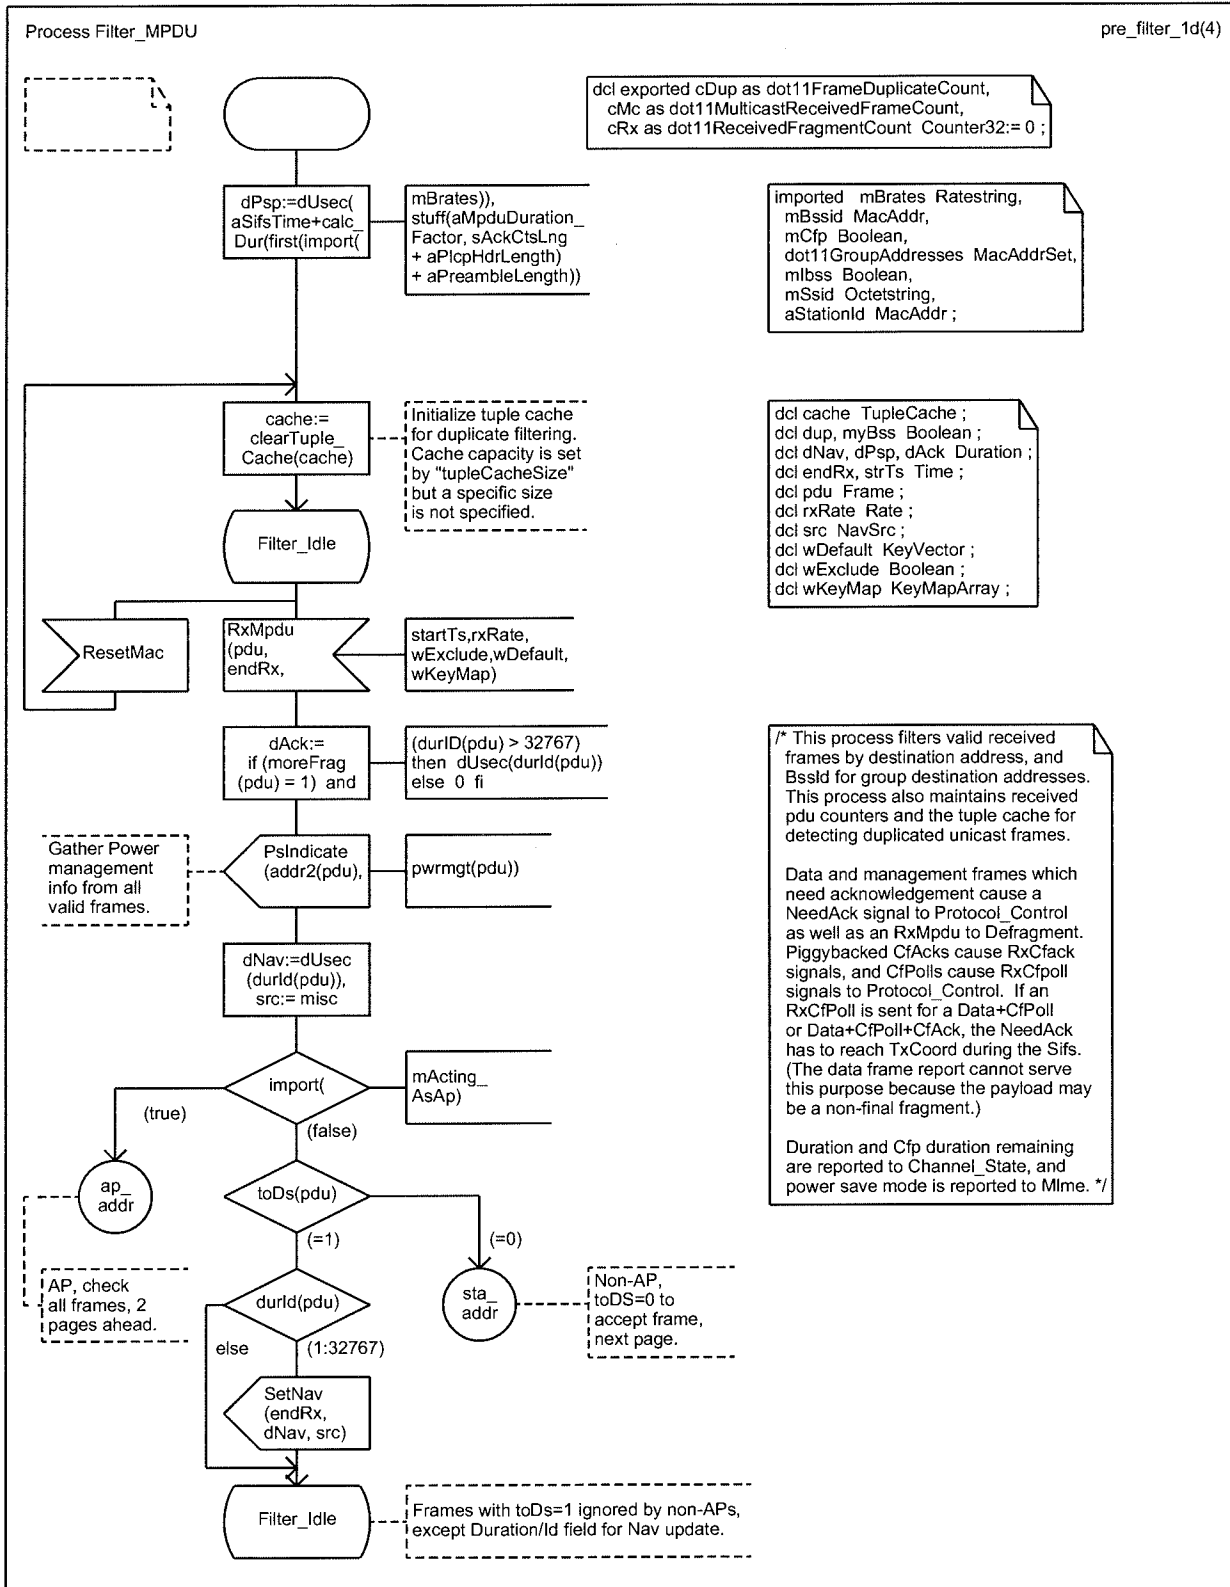 Process Filter_MPDU
pre_filter_1d(4)
dcl exported cDup as dot11FrameDuplicateCount,
cMc as dot11MulticastReceivedFrameCount,
cRx as dot11ReceivedFragmentCount Counter32:= 0 ;
dPsp:=dUsec(
aSifsTime+calc_
Dur(first(import(
mBrates)),
stuff(aMpduDuration_
Factor, sAckCtsLng
+ aPlcpHdrLength)
+ aPreambleLength))
imported mBrates Ratestring,
mBssid MacAddr,
mCfp Boolean,
dot11GroupAddresses MacAddrSet,
mIbss Boolean,
mSsid Octetstring,
aStationId MacAddr ;
cache:=
clearTuple_
Cache(cache)
Initialize tuple cache
for duplicate filtering.
Cache capacity is set
by "tupleCacheSize"
but a specific size
is not specified.
dcl cache TupleCache ;
dcl dup, myBss Boolean ;
dcl dNav, dPsp, dAck Duration ;
dcl endRx, strTs Time ;
dcl pdu Frame ;
dcl rxRate Rate ;
dcl src NavSrc ;
dcl wDefault KeyVector ;
dcl wExclude Boolean ;
dcl wKeyMap KeyMapArray ;
Filter_Idle
ResetMac
RxMpdu
(pdu,
endRx,
startTs,rxRate,
wExclude,wDefault,
wKeyMap)
dAck:=
if (moreFrag
(pdu) = 1) and
(durID(pdu) > 32767)
then dUsec(durId(pdu))
else 0 fi
/* This process filters valid received
frames by destination address, and
BssId for group destination addresses.
This process also maintains received
pdu counters and the tuple cache for
detecting duplicated unicast frames.
Data and management frames which
need acknowledgement cause a
NeedAck signal to Protocol_Control
as well as an RxMpdu to Defragment.
Piggybacked CfAcks cause RxCfack
signals, and CfPolls cause RxCfpoll
signals to Protocol_Control. If an
RxCfPoll is sent for a Data+CfPoll
or Data+CfPoll+CfAck, the NeedAck
has to reach TxCoord during the Sifs.
(The data frame report cannot serve
this purpose because the payload may
be a non-final fragment.)
Duration and Cfp duration remaining
are reported to Channel_State, and
power save mode is reported to Mlme. */
Gather Power
management
info from all
valid frames.
PsIndicate
(addr2(pdu),
pwrmgt(pdu))
dNav:=dUsec
(durId(pdu)),
src:= misc
import(
mActing_
AsAp)
(true)
(false)
ap_
addr
toDs(pdu)
(=1)
(=0)
AP, check
all frames, 2
pages ahead.
durId(pdu)
sta_
addr
Non-AP,
toDS=0 to
accept frame,
next page.
else
(1:32767)
SetNav
(endRx,
dNav, src)
Filter_Idle
Frames with toDs=1 ignored by non-APs,
except Duration/Id field for Nav update.